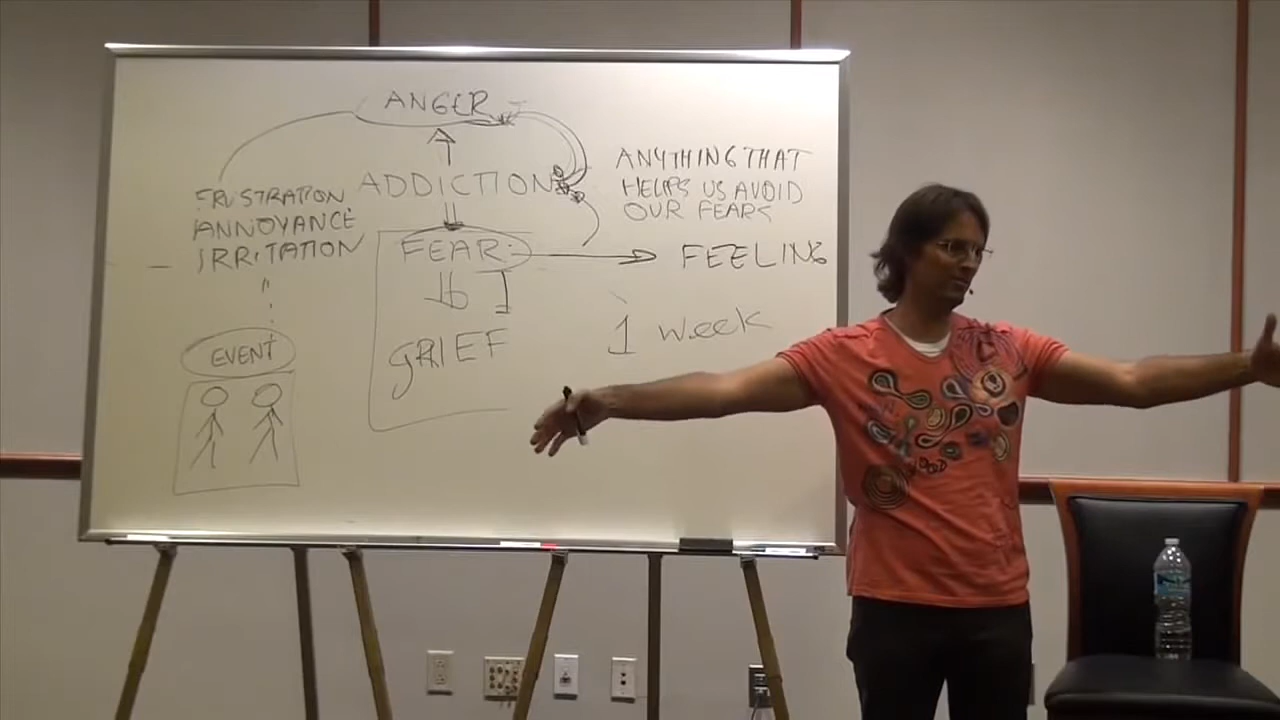 ANGER
ADDICTION
FRUSTRATION
ANNOYANCE
IRRITATION
ANYTHING THAT
HELPS US AVOID
OUR FEARS
FEAR
FEELING
GRIEF
1 week
EVENT